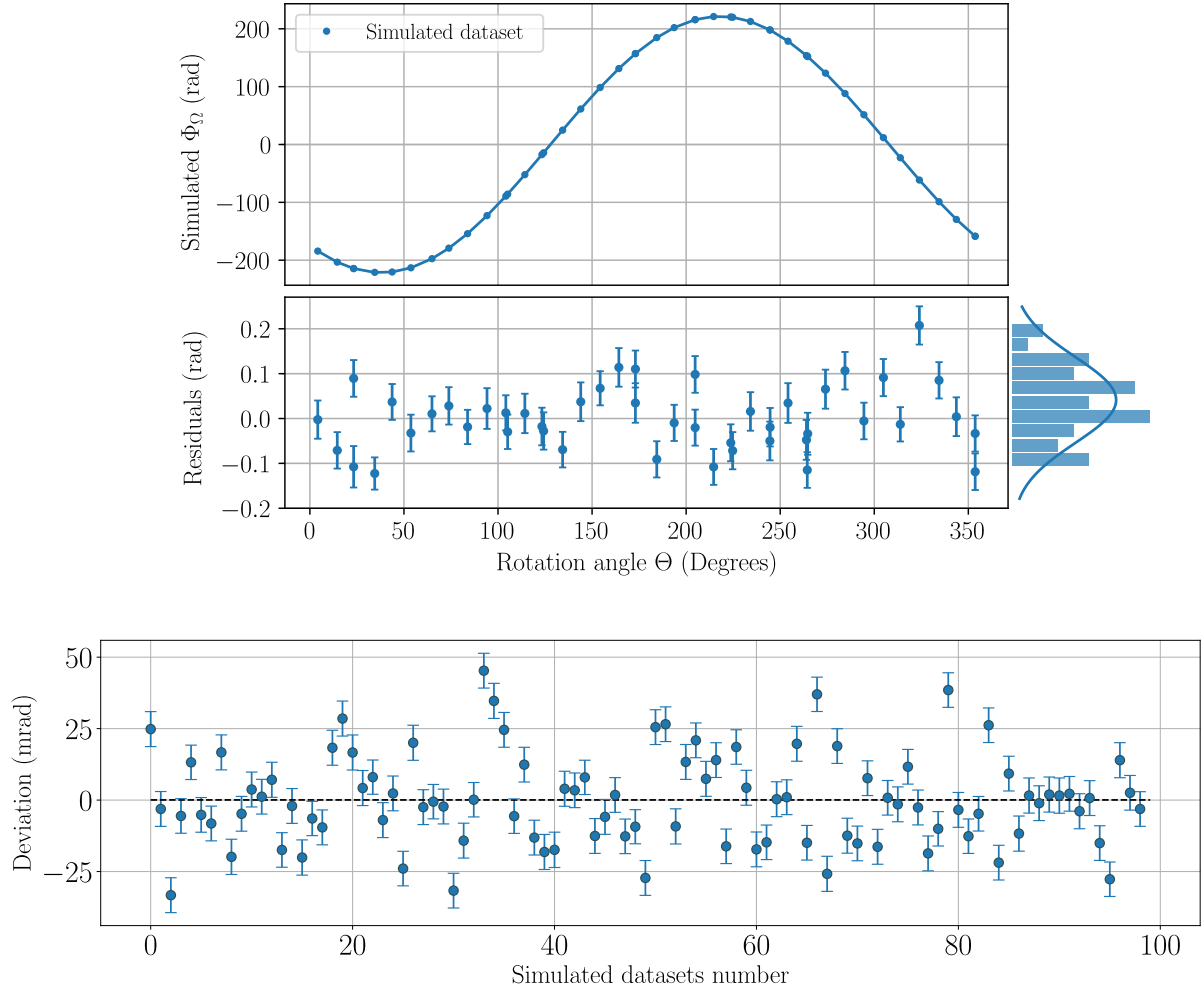 Simulated dataset
Simulated Φ_Ω (rad)
200
100
0
−100
−200
Residuals (rad)
0.2
0.1
0.0
−0.1
−0.2
0 50 100 150 200 250 300 350
Rotation angle Θ (Degrees)
Deviation (mrad)
50
25
0
−25
0 20 40 60 80 100
Simulated datasets number